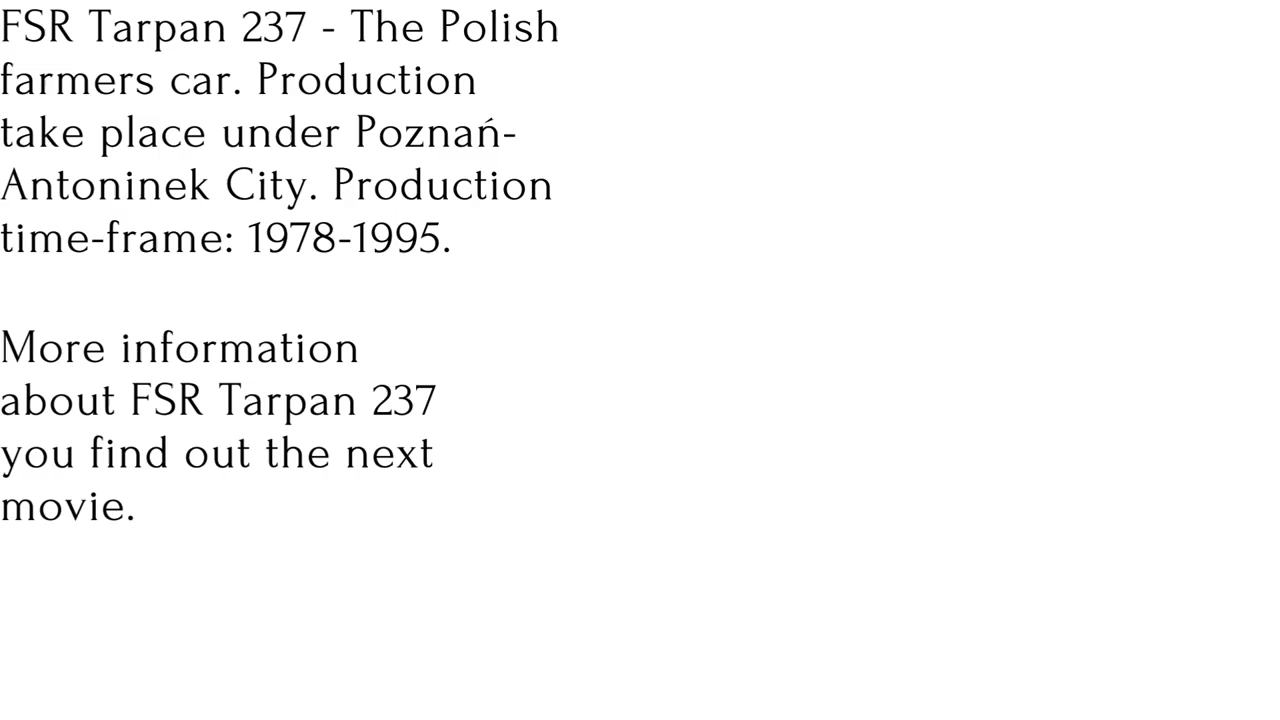 FSR Tarpan 237 - The Polish
farmers car. Production
take place under Poznań-
Antoninek City. Production
time-frame: 1978-1995.
More information
about FSR Tarpan 237
you find out the next
movie.